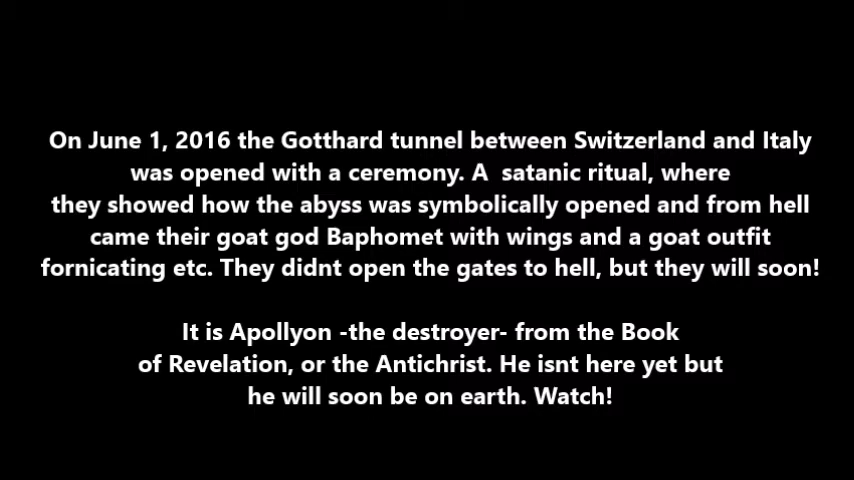 On June 1, 2016 the Gotthard tunnel between Switzerland and Italy
was opened with a ceremony. A  satanic ritual, where
they showed how the abyss was symbolically opened and from hell
came their goat god Baphomet with wings and a goat outfit
fornicating etc. They didnt open the gates to hell, but they will soon!
It is Apollyon -the destroyer- from the Book
of Revelation, or the Antichrist. He isnt here yet but
he will soon be on earth. Watch!